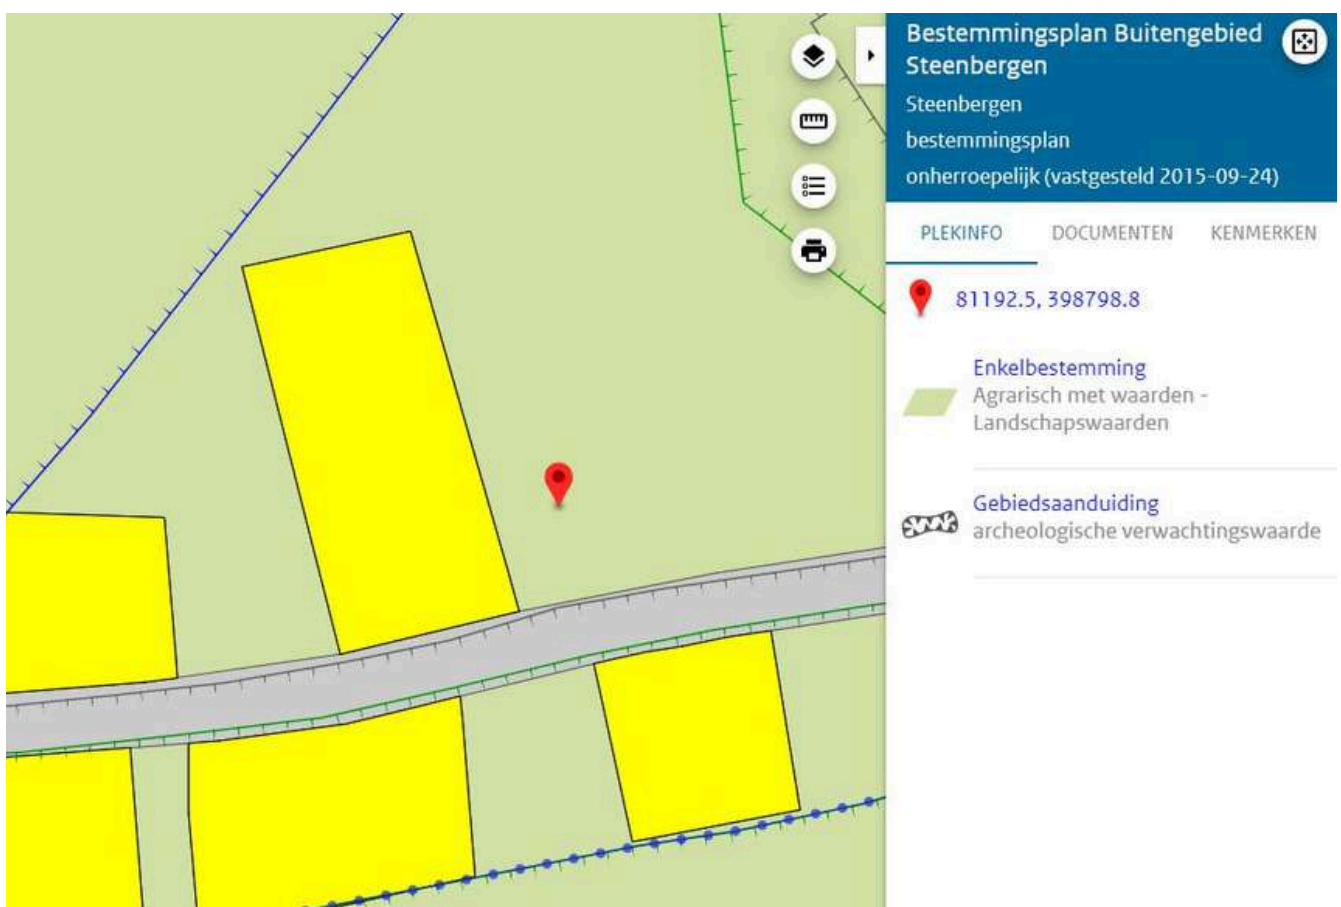 Bestemmingsplan Buitengebied
Steenbergen
Steenbergen
bestemmingsplan
onherroepelijk (vastgesteld 2015-09-24)
PLEKINFO DOCUMENTEN KENMERKEN
81192.5, 398798.8
Enkelbestemming
Agrarisch met waarden -
Landschapswaarden
Gebiedsaanduiding
archeologische verwachtingswaarde